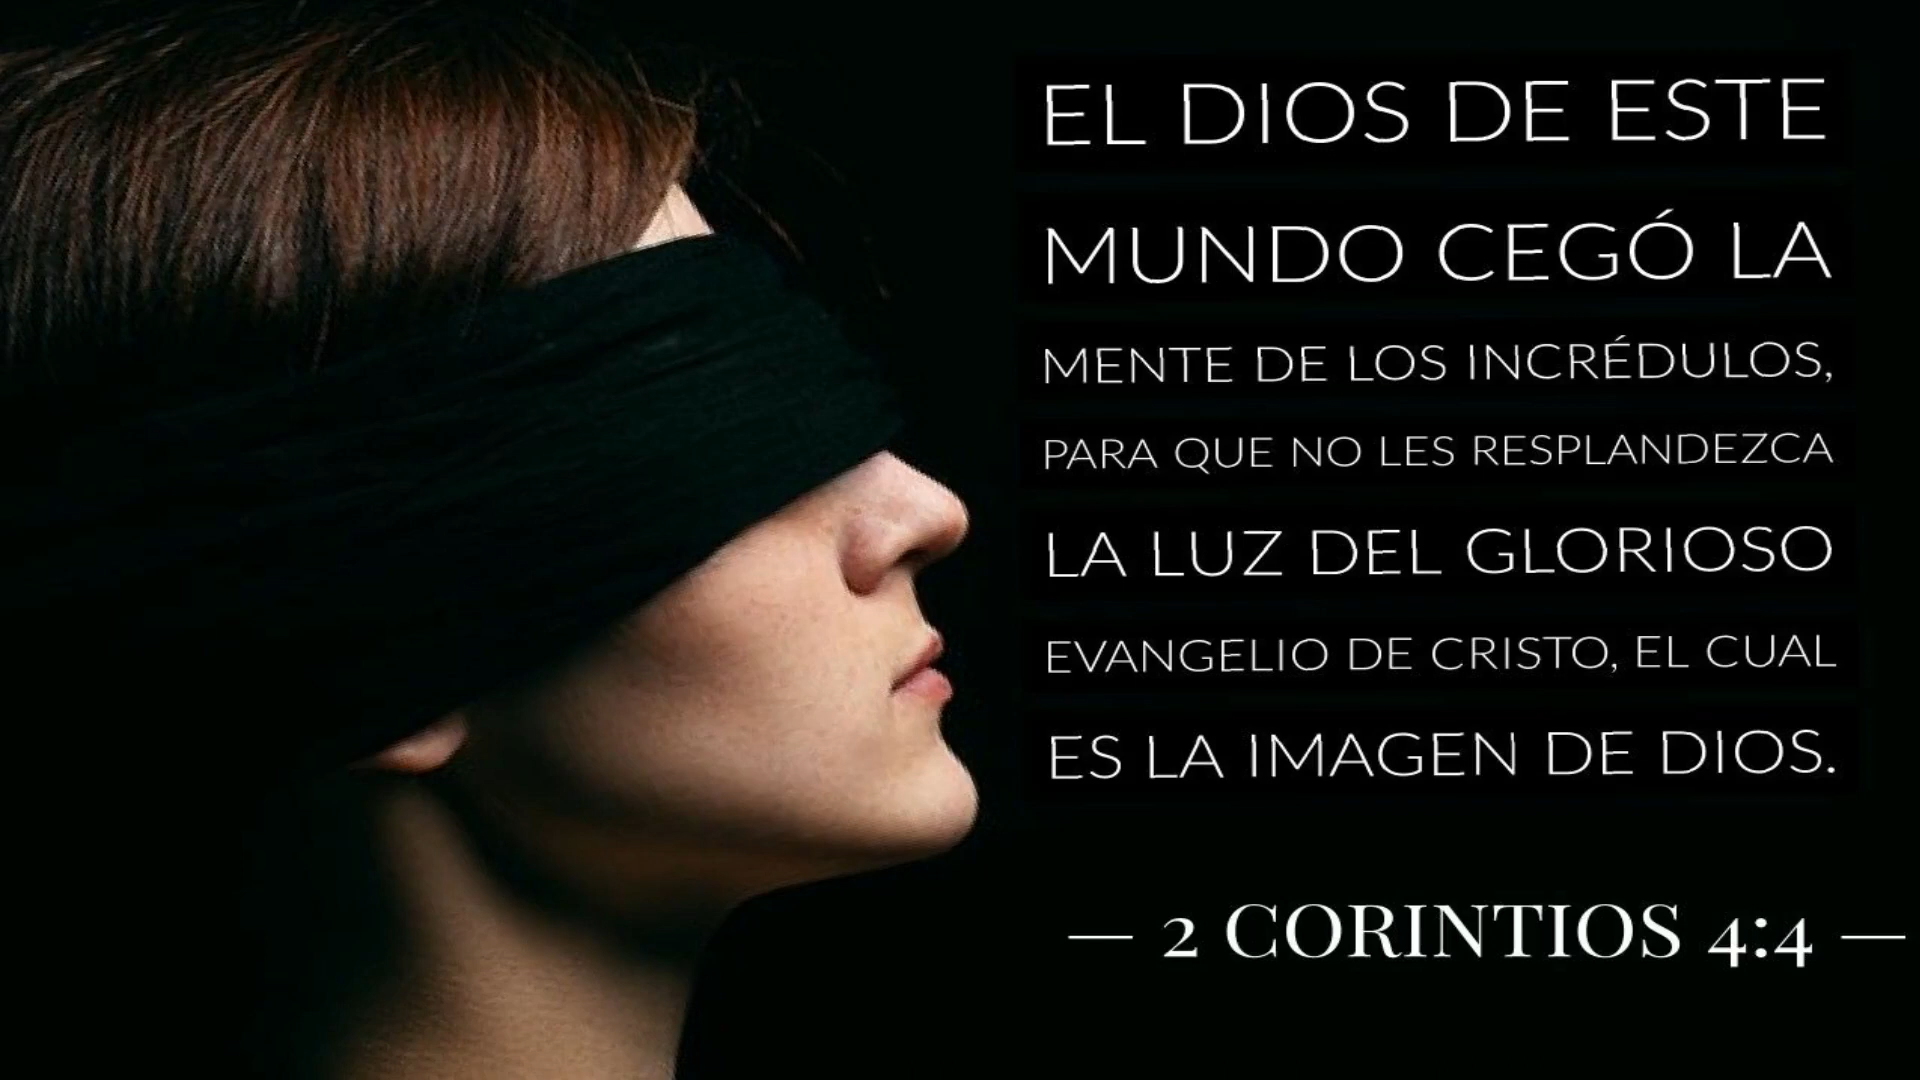 EL DIOS DE ESTE
MUNDO CEGÓ LA
MENTE DE LOS INCRÉDULOS,
PARA QUE NO LES RESPLANDEZCA
LA LUZ DEL GLORIOSO
EVANGELIO DE CRISTO, EL CUAL
ES LA IMAGEN DE DIOS.
— 2 CORINTIOS 4:4 —